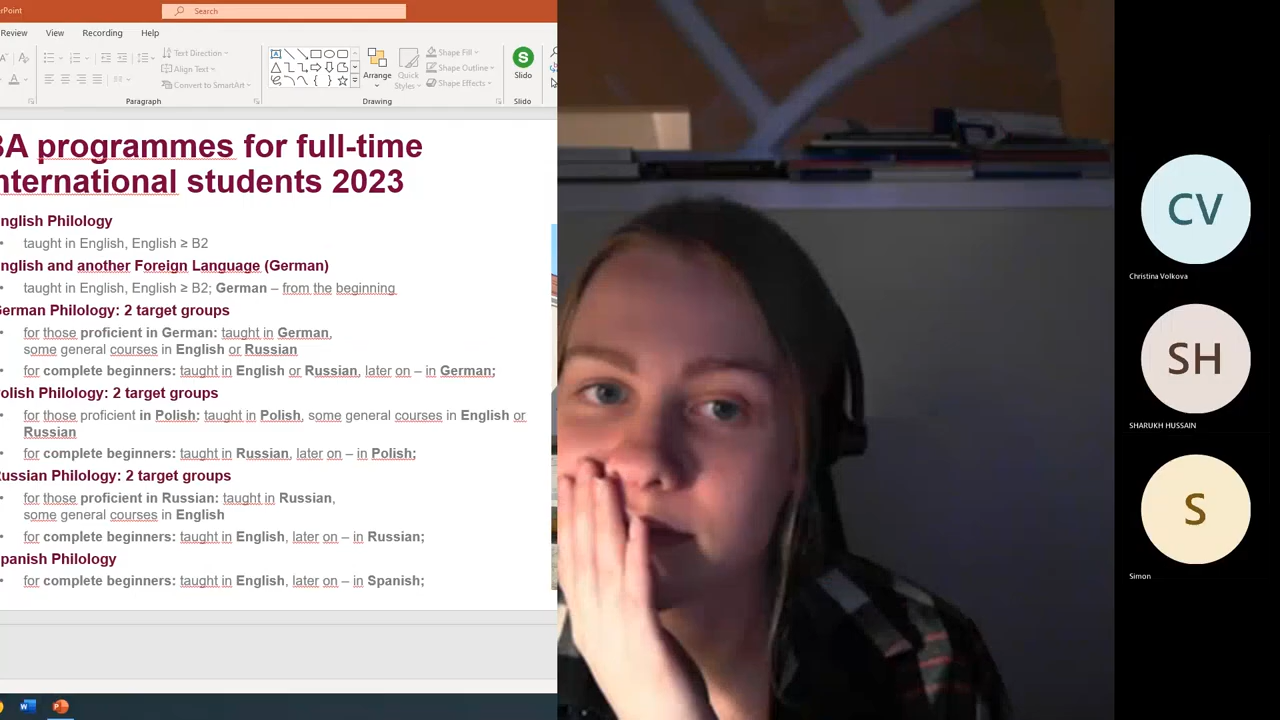 erPoint
Search
Review View Recording Help
Text Direction
Align Text
Convert to SmartArt
Arrange
Quick
Styles
Shape Fill
Shape Outline
Shape Effects
Slido
Paragraph
Drawing
Slido
BA programmes for full-time
nternational students 2023
nglish Philology
• taught in English, English ≥ B2
nglish and another Foreign Language (German)
• taught in English, English ≥ B2; German – from the beginning
German Philology: 2 target groups
• for those proficient in German: taught in German,
some general courses in English or Russian
• for complete beginners: taught in English or Russian, later on – in German;
olish Philology: 2 target groups
• for those proficient in Polish: taught in Polish, some general courses in English or
Russian
• for complete beginners: taught in Russian, later on – in Polish;
Russian Philology: 2 target groups
• for those proficient in Russian: taught in Russian,
some general courses in English
• for complete beginners: taught in English, later on – in Russian;
panish Philology
• for complete beginners: taught in English, later on – in Spanish;
CV
Christina Volkova
SH
SHARUKH HUSSAIN
S
Simon